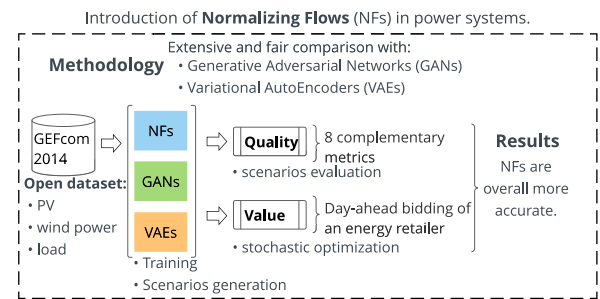 Introduction of Normalizing Flows (NFs) in power systems.
Extensive and fair comparison with:
Methodology
• Generative Adversarial Networks (GANs)
• Variational AutoEncoders (VAEs)
GEFcom
2014
Open dataset:
• PV
• wind power
• load
NFs
GANs
VAEs
• Training
• Scenarios generation
Quality
8 complementary
metrics
• scenarios evaluation
Value
Day-ahead bidding of
an energy retailer
• stochastic optimization
Results
NFs are
overall more
accurate.